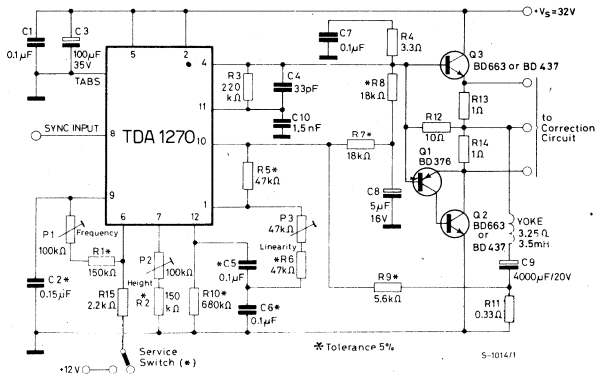 +Vs=32V
C1
0.1µF
C3
100µF
35V
TABS
5
2
4
TDA 1270
SYNC INPUT
8
11
10
9
1
6
7
12
C7
0.1µF
R4
3.3Ω
R3
220
kΩ
C4
33pF
C10
1,5nF
*R8
18kΩ
R7*
18kΩ
R5*
47kΩ
Q3
BD663 or BD 437
R13
1Ω
R12
10Ω
R14
1Ω
to
Correction
Circuit
Q1
BD376
C8
5µF
16V
Q2
BD663
or
BD437
YOKE
3.25Ω
3.5mH
C9
4000µF/20V
P1
Frequency
100kΩ
R1*
150kΩ
C2*
0.15µF
P2
100kΩ
Height
*
R2
150
kΩ
R15
2.2kΩ
R10*
680kΩ
*C5
0.1µF
C6*
0.1µF
P3
47kΩ
Linearity
*R6
47kΩ
R9*
5.6kΩ
R11
0.33Ω
+12V
Service
Switch (*)
* Tolerance 5%
S-1014/1